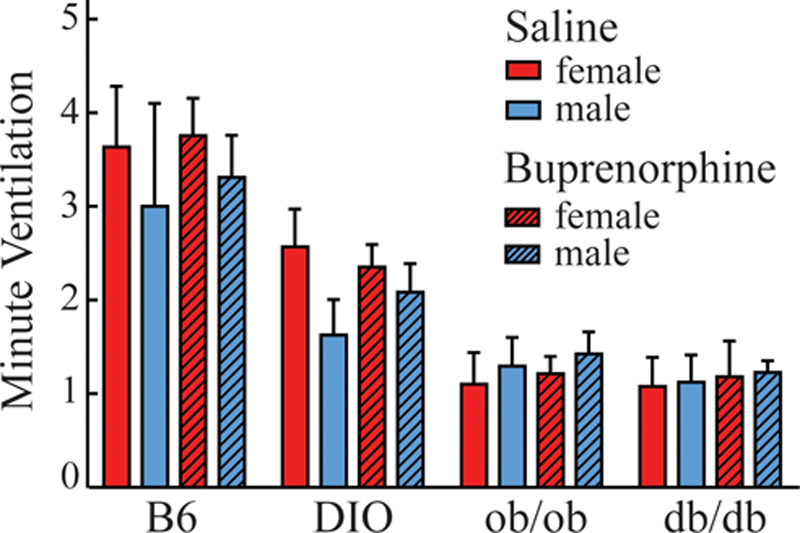 Minute Ventilation
5
4
3
2
1
0
Saline
female
male
Buprenorphine
female
male
B6 DIO ob/ob db/db